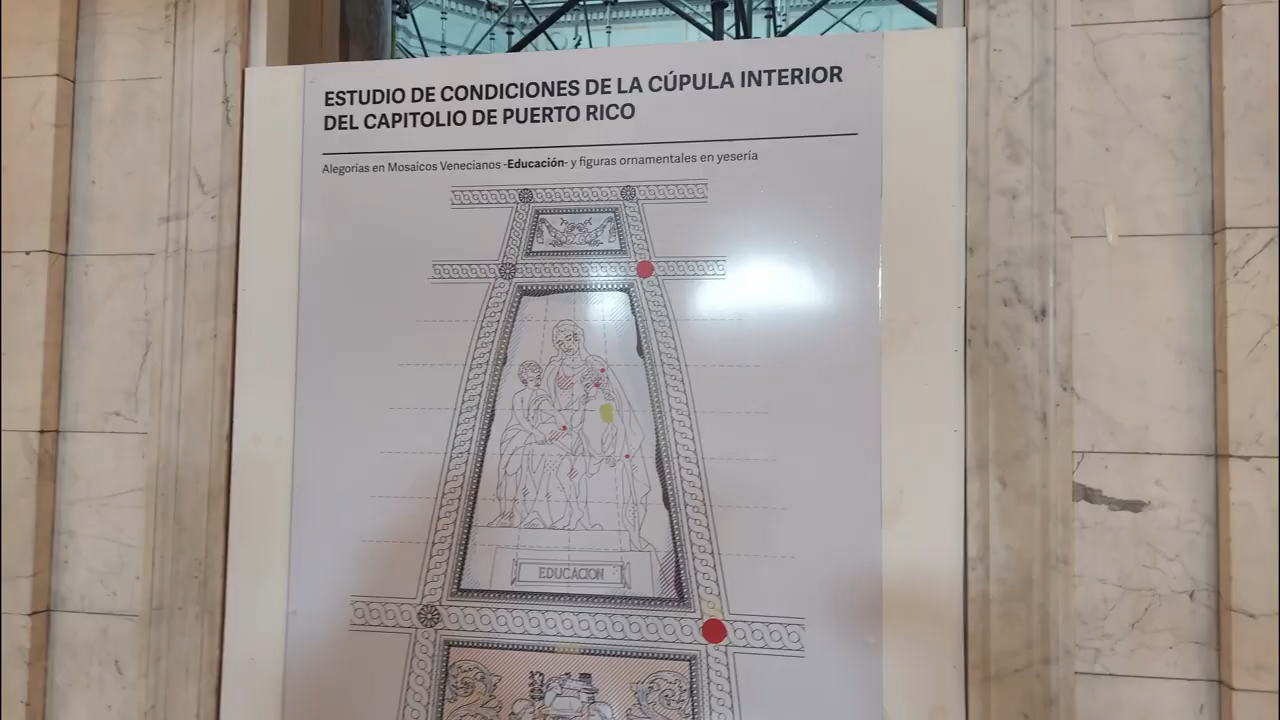 ESTUDIO DE CONDICIONES DE LA CÚPULA INTERIOR
DEL CAPITOLIO DE PUERTO RICO
Alegorías en Mosaicos Venecianos -Educación- y figuras ornamentales en yesería
EDUCACION